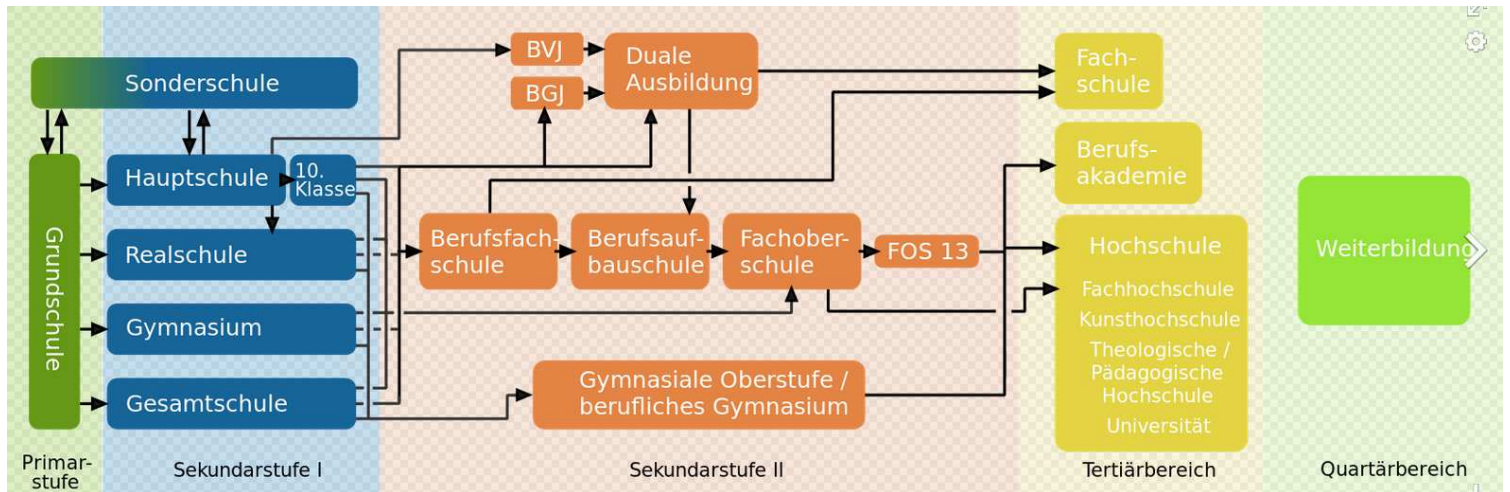 Sonderschule
Grundschule
Hauptschule
10.
Klasse
Realschule
Gymnasium
Gesamtschule
BVJ
BGJ
Duale
Ausbildung
Berufsfach-
schule
Berufsauf-
bauschule
Fachober-
schule
FOS 13
Gymnasiale Oberstufe /
berufliches Gymnasium
Fach-
schule
Berufs-
akademie
Hochschule
Fachhochschule
Kunsthochschule
Theologische /
Pädagogische
Hochschule
Universität
Weiterbildung
Primar-
stufe
Sekundarstufe I
Sekundarstufe II
Tertiärbereich
Quartärbereich